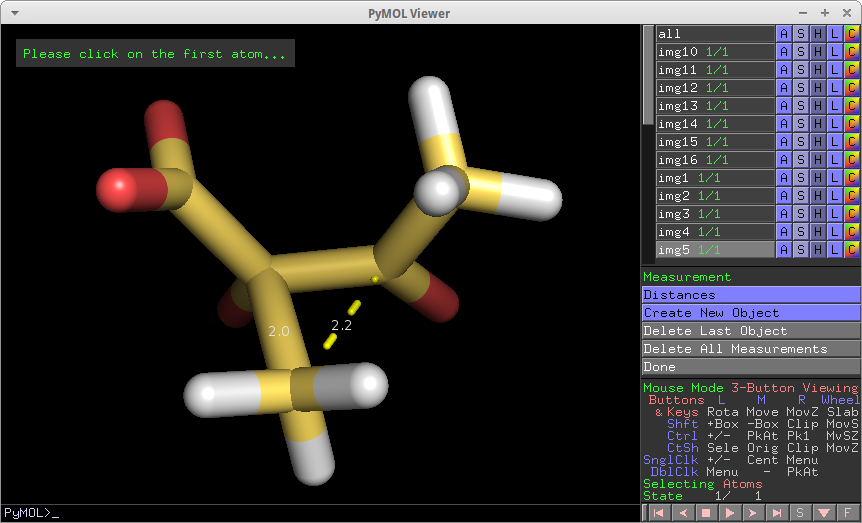 PyMOL Viewer
Please click on the first atom...
2.0
2.2
all A S H L C
img10 1/1 A S H L C
img11 1/1 A S H L C
img12 1/1 A S H L C
img13 1/1 A S H L C
img14 1/1 A S H L C
img15 1/1 A S H L C
img16 1/1 A S H L C
img1 1/1 A S H L C
img2 1/1 A S H L C
img3 1/1 A S H L C
img4 1/1 A S H L C
img5 1/1 A S H L C
Measurement
Distances
Create New Object
Delete Last Object
Delete All Measurements
Done
Mouse Mode 3-Button Viewing
Buttons L M R Wheel
& Keys Rota Move MovZ Slab
Shft +Box -Box Clip MovS
Ctrl +/- PkAt Pk1 MvSZ
CtSh Sele Orig Clip MovZ
SnglClk +/- Cent Menu
DblClk Menu - PkAt
Selecting Atoms
State 1/ 1
PyMOL>_
S F